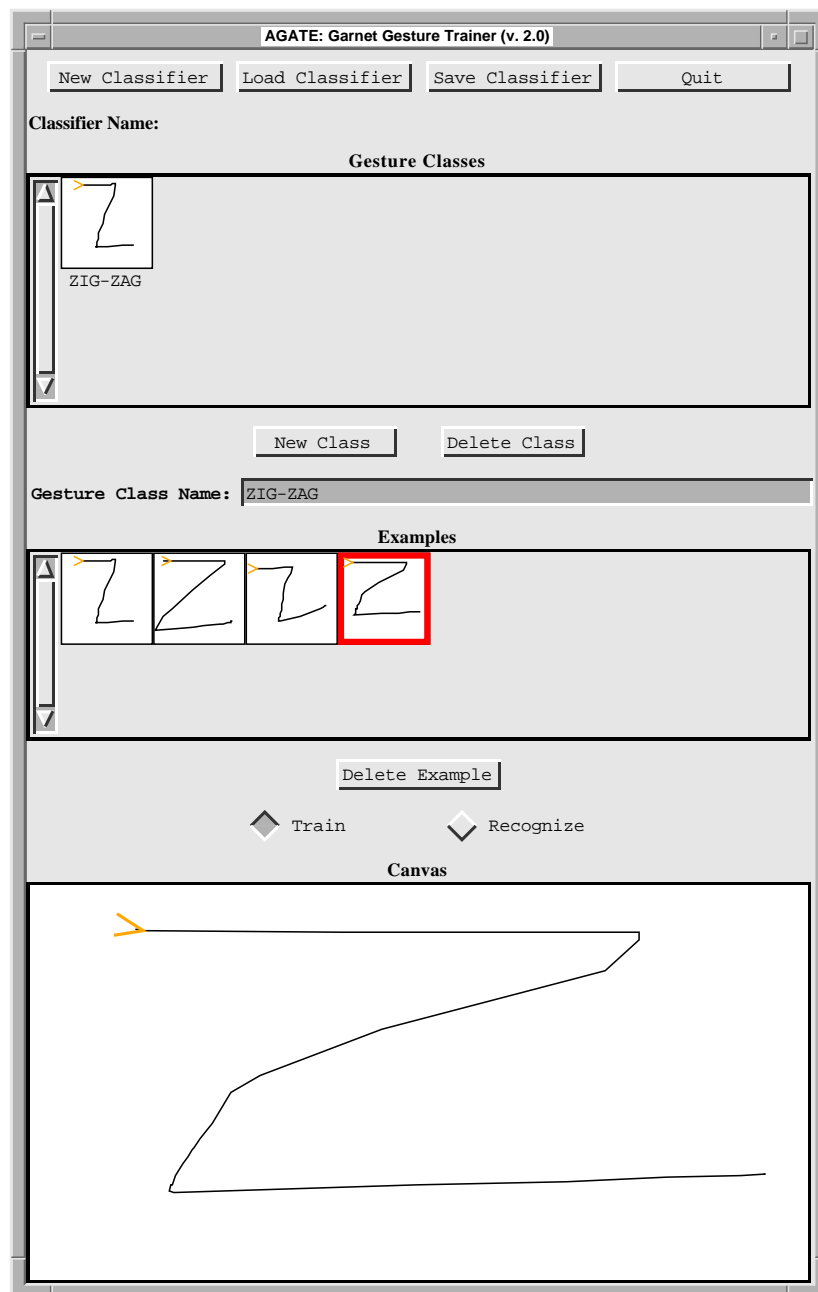 AGATE: Garnet Gesture Trainer (v. 2.0)
New Classifier Load Classifier Save Classifier Quit
Classifier Name:
Gesture Classes
ZIG-ZAG
New Class Delete Class
Gesture Class Name: ZIG-ZAG
Examples
Delete Example
Train Recognize
Canvas